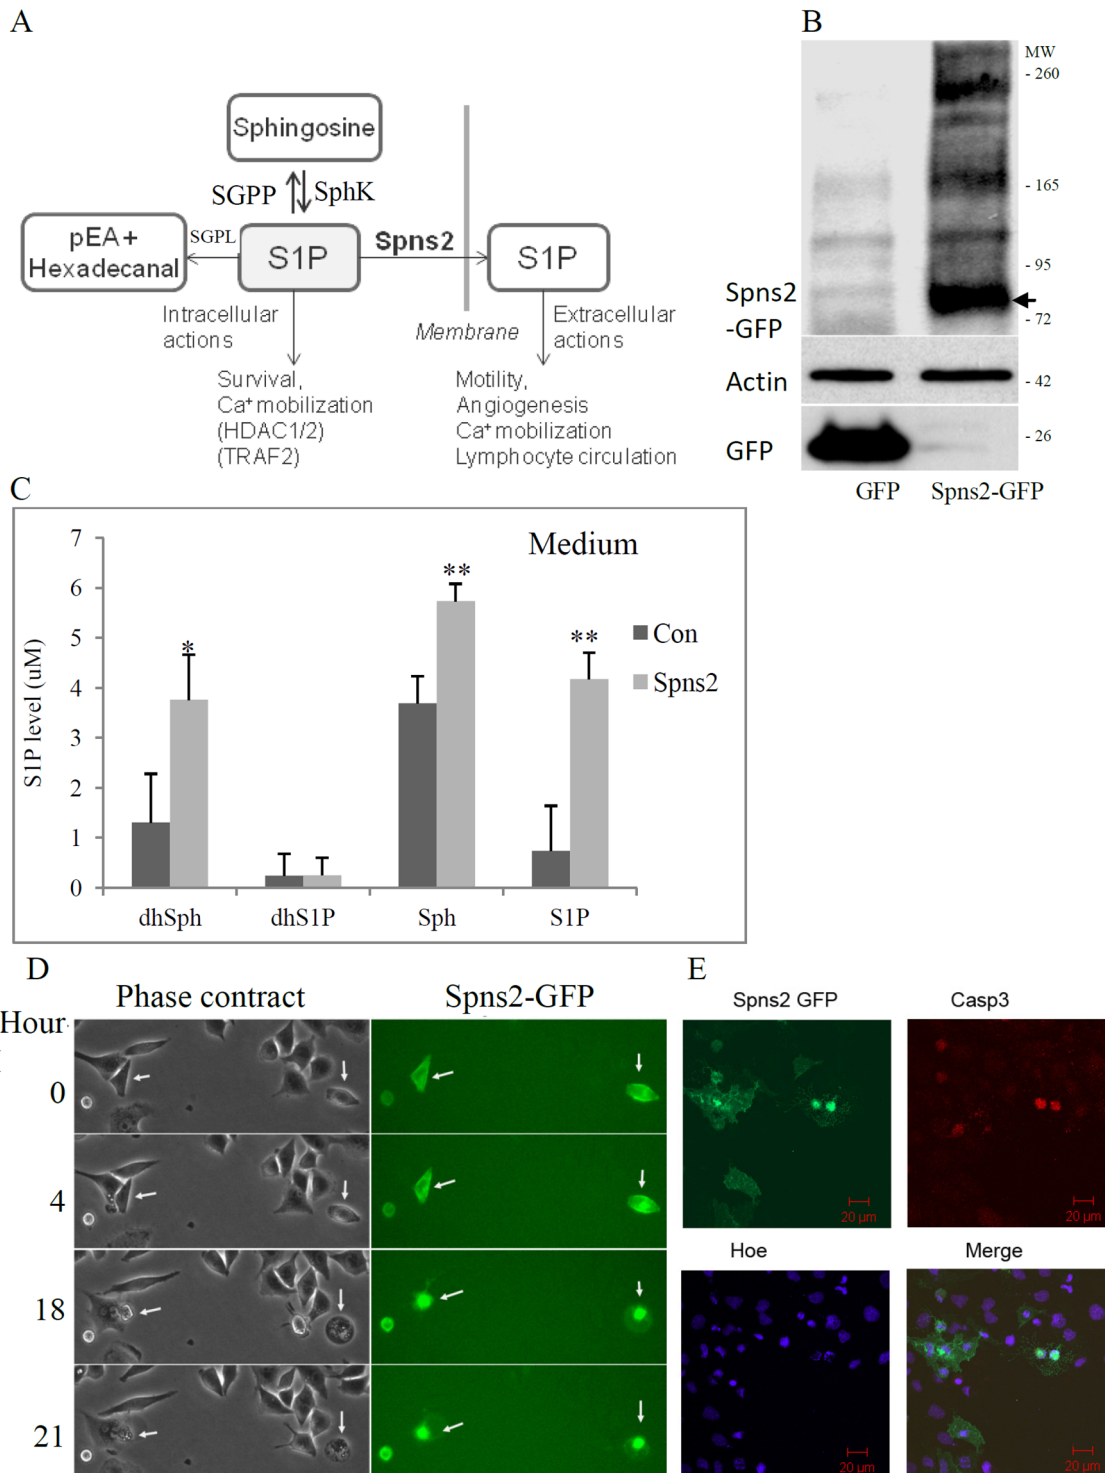 A
Sphingosine
SGPP
SphK
pEA+
Hexadecanal
SGPL
S1P
Spns2
S1P
Intracellular
actions
Membrane
Extracellular
actions
Survival,
Ca⁺ mobilization
(HDAC1/2)
(TRAF2)
Motility,
Angiogenesis
Ca⁺ mobilization
Lymphocyte circulation
B
MW
- 260
- 165
- 95
Spns2
-GFP
- 72
Actin
- 42
- 26
GFP
GFP Spns2-GFP
C
Medium
S1P level (uM)
7
6
5
4
3
2
1
0
*
**
**
Con
Spns2
dhSph dhS1P Sph S1P
D
Phase contract Spns2-GFP
Hour
0
4
18
21
E
Spns2 GFP Casp3
20 µm 20 µm
Hoe Merge
20 µm 20 µm